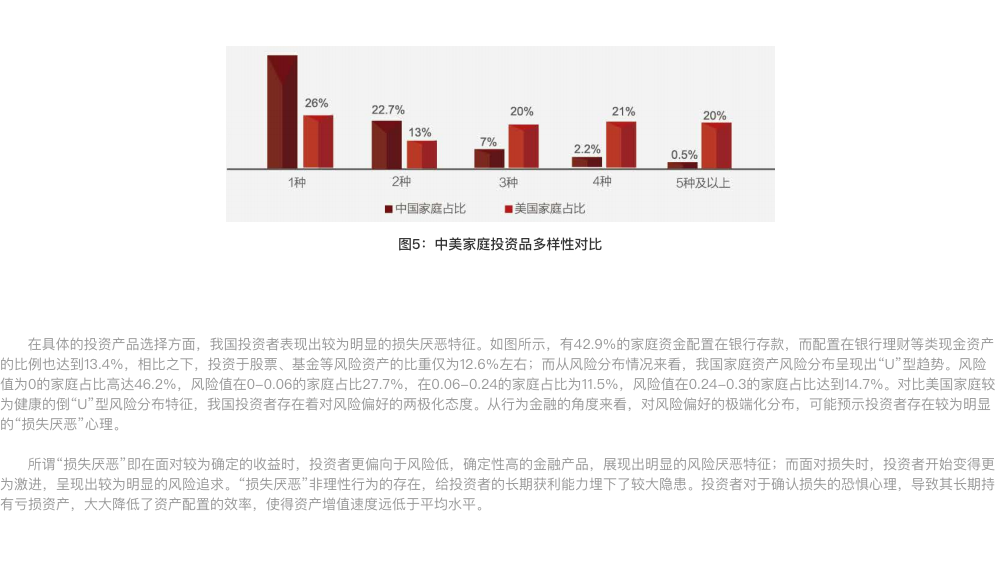 26%
22.7%
13%
7%
20%
2.2%
21%
0.5%
20%
1种
2种
3种
4种
5种及以上
中国家庭占比
美国家庭占比
图5：中美家庭投资品多样性对比
在具体的投资产品选择方面，我国投资者表现出较为明显的损失厌恶特征。如图所示，有42.9%的家庭资金配置在银行存款，而配置在银行理财等类现金资产
的比例也达到13.4%，相比之下，投资于股票、基金等风险资产的比重仅为12.6%左右；而从风险分布情况来看，我国家庭资产风险分布呈现出“U”型趋势。风险
值为0的家庭占比高达46.2%，风险值在0–0.06的家庭占比27.7%，在0.06–0.24的家庭占比为11.5%，风险值在0.24–0.3的家庭占比达到14.7%。对比美国家庭较
为健康的倒“U”型风险分布特征，我国投资者存在着对风险偏好的两极化态度。从行为金融的角度来看，对风险偏好的极端化分布，可能预示投资者存在较为明显
的“损失厌恶”心理。
所谓“损失厌恶”即在面对较为确定的收益时，投资者更偏向于风险低，确定性高的金融产品，展现出明显的风险厌恶特征；而面对损失时，投资者开始变得更
为激进，呈现出较为明显的风险追求。“损失厌恶”非理性行为的存在，给投资者的长期获利能力埋下了较大隐患。投资者对于确认损失的恐惧心理，导致其长期持
有亏损资产，大大降低了资产配置的效率，使得资产增值速度远低于平均水平。